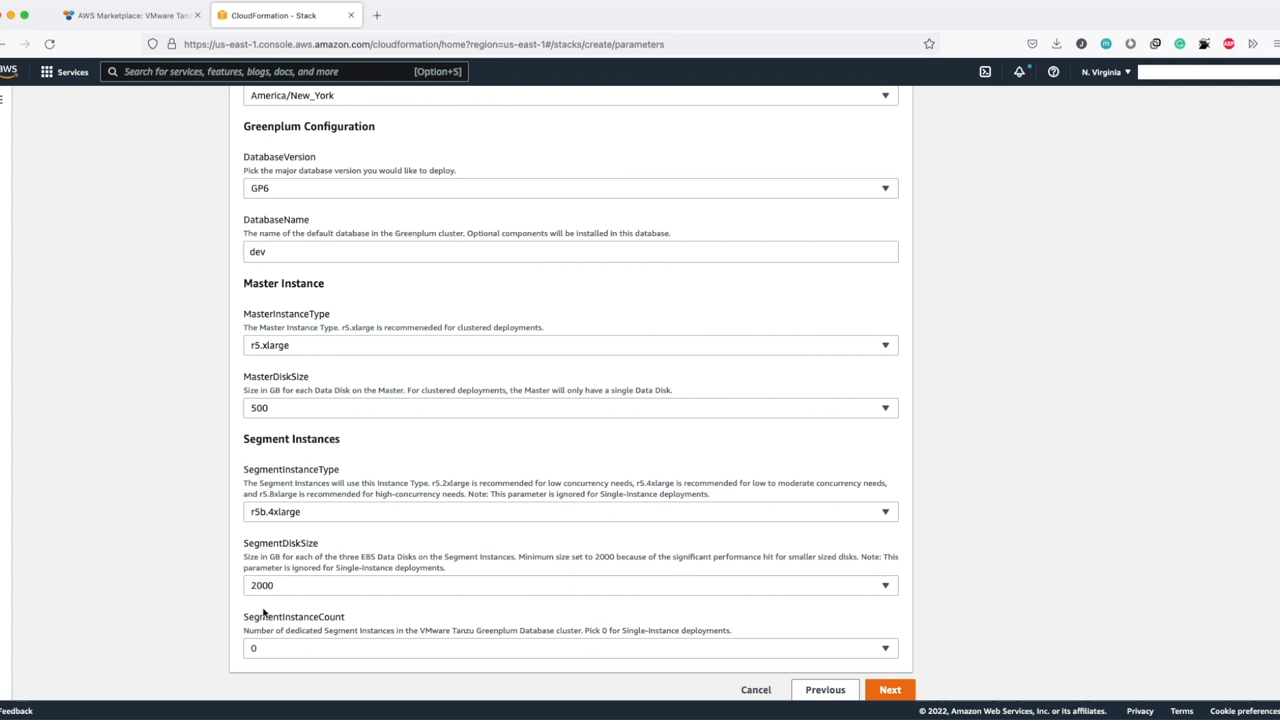 AWS Marketplace: VMware Tanz
CloudFormation - Stack
https://us-east-1.console.aws.amazon.com/cloudformation/home?region=us-east-1#/stacks/create/parameters
ABP
aws
Services
Search for services, features, blogs, docs, and more
[Option+S]
N. Virginia
America/New_York
Greenplum Configuration
DatabaseVersion
Pick the major database version you would like to deploy.
GP6
DatabaseName
The name of the default database in the Greenplum cluster. Optional components will be installed in this database.
dev
Master Instance
MasterInstanceType
The Master Instance Type. r5.xlarge is recommeneded for clustered deployments.
r5.xlarge
MasterDiskSize
Size in GB for each Data Disk on the Master. For clustered deployments, the Master will only have a single Data Disk.
500
Segment Instances
SegmentInstanceType
The Segment Instances will use this Instance Type. r5.2xlarge is recommended for low concurrency needs, r5.4xlarge is recommended for low to moderate concurrency needs,
and r5.8xlarge is recommended for high-concurrency needs. Note: This parameter is ignored for Single-Instance deployments.
r5b.4xlarge
SegmentDiskSize
Size in GB for each of the three EBS Data Disks on the Segment Instances. Minimum size set to 2000 because of the significant performance hit for smaller sized disks. Note: This
parameter is ignored for Single-Instance deployments.
2000
SegmentInstanceCount
Number of dedicated Segment Instances in the VMware Tanzu Greenplum Database cluster. Pick 0 for Single-Instance deployments.
0
Cancel
Previous
Next
Feedback
© 2022, Amazon Web Services, Inc. or its affiliates.
Privacy
Terms
Cookie preferences